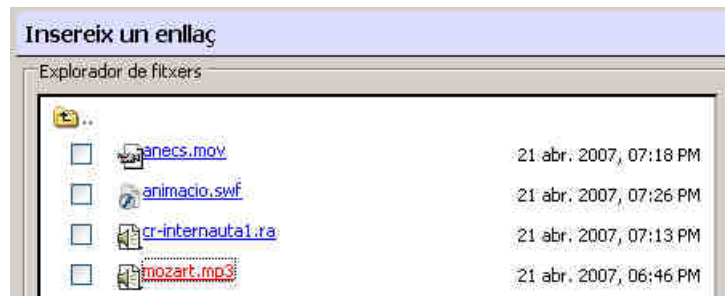 Insereix un enllaç
Explorador de fitxers
..
anecs.mov 21 abr. 2007, 07:18 PM
animacio.swf 21 abr. 2007, 07:26 PM
cr-internauta1.ra 21 abr. 2007, 07:13 PM
mozart.mp3 21 abr. 2007, 06:46 PM